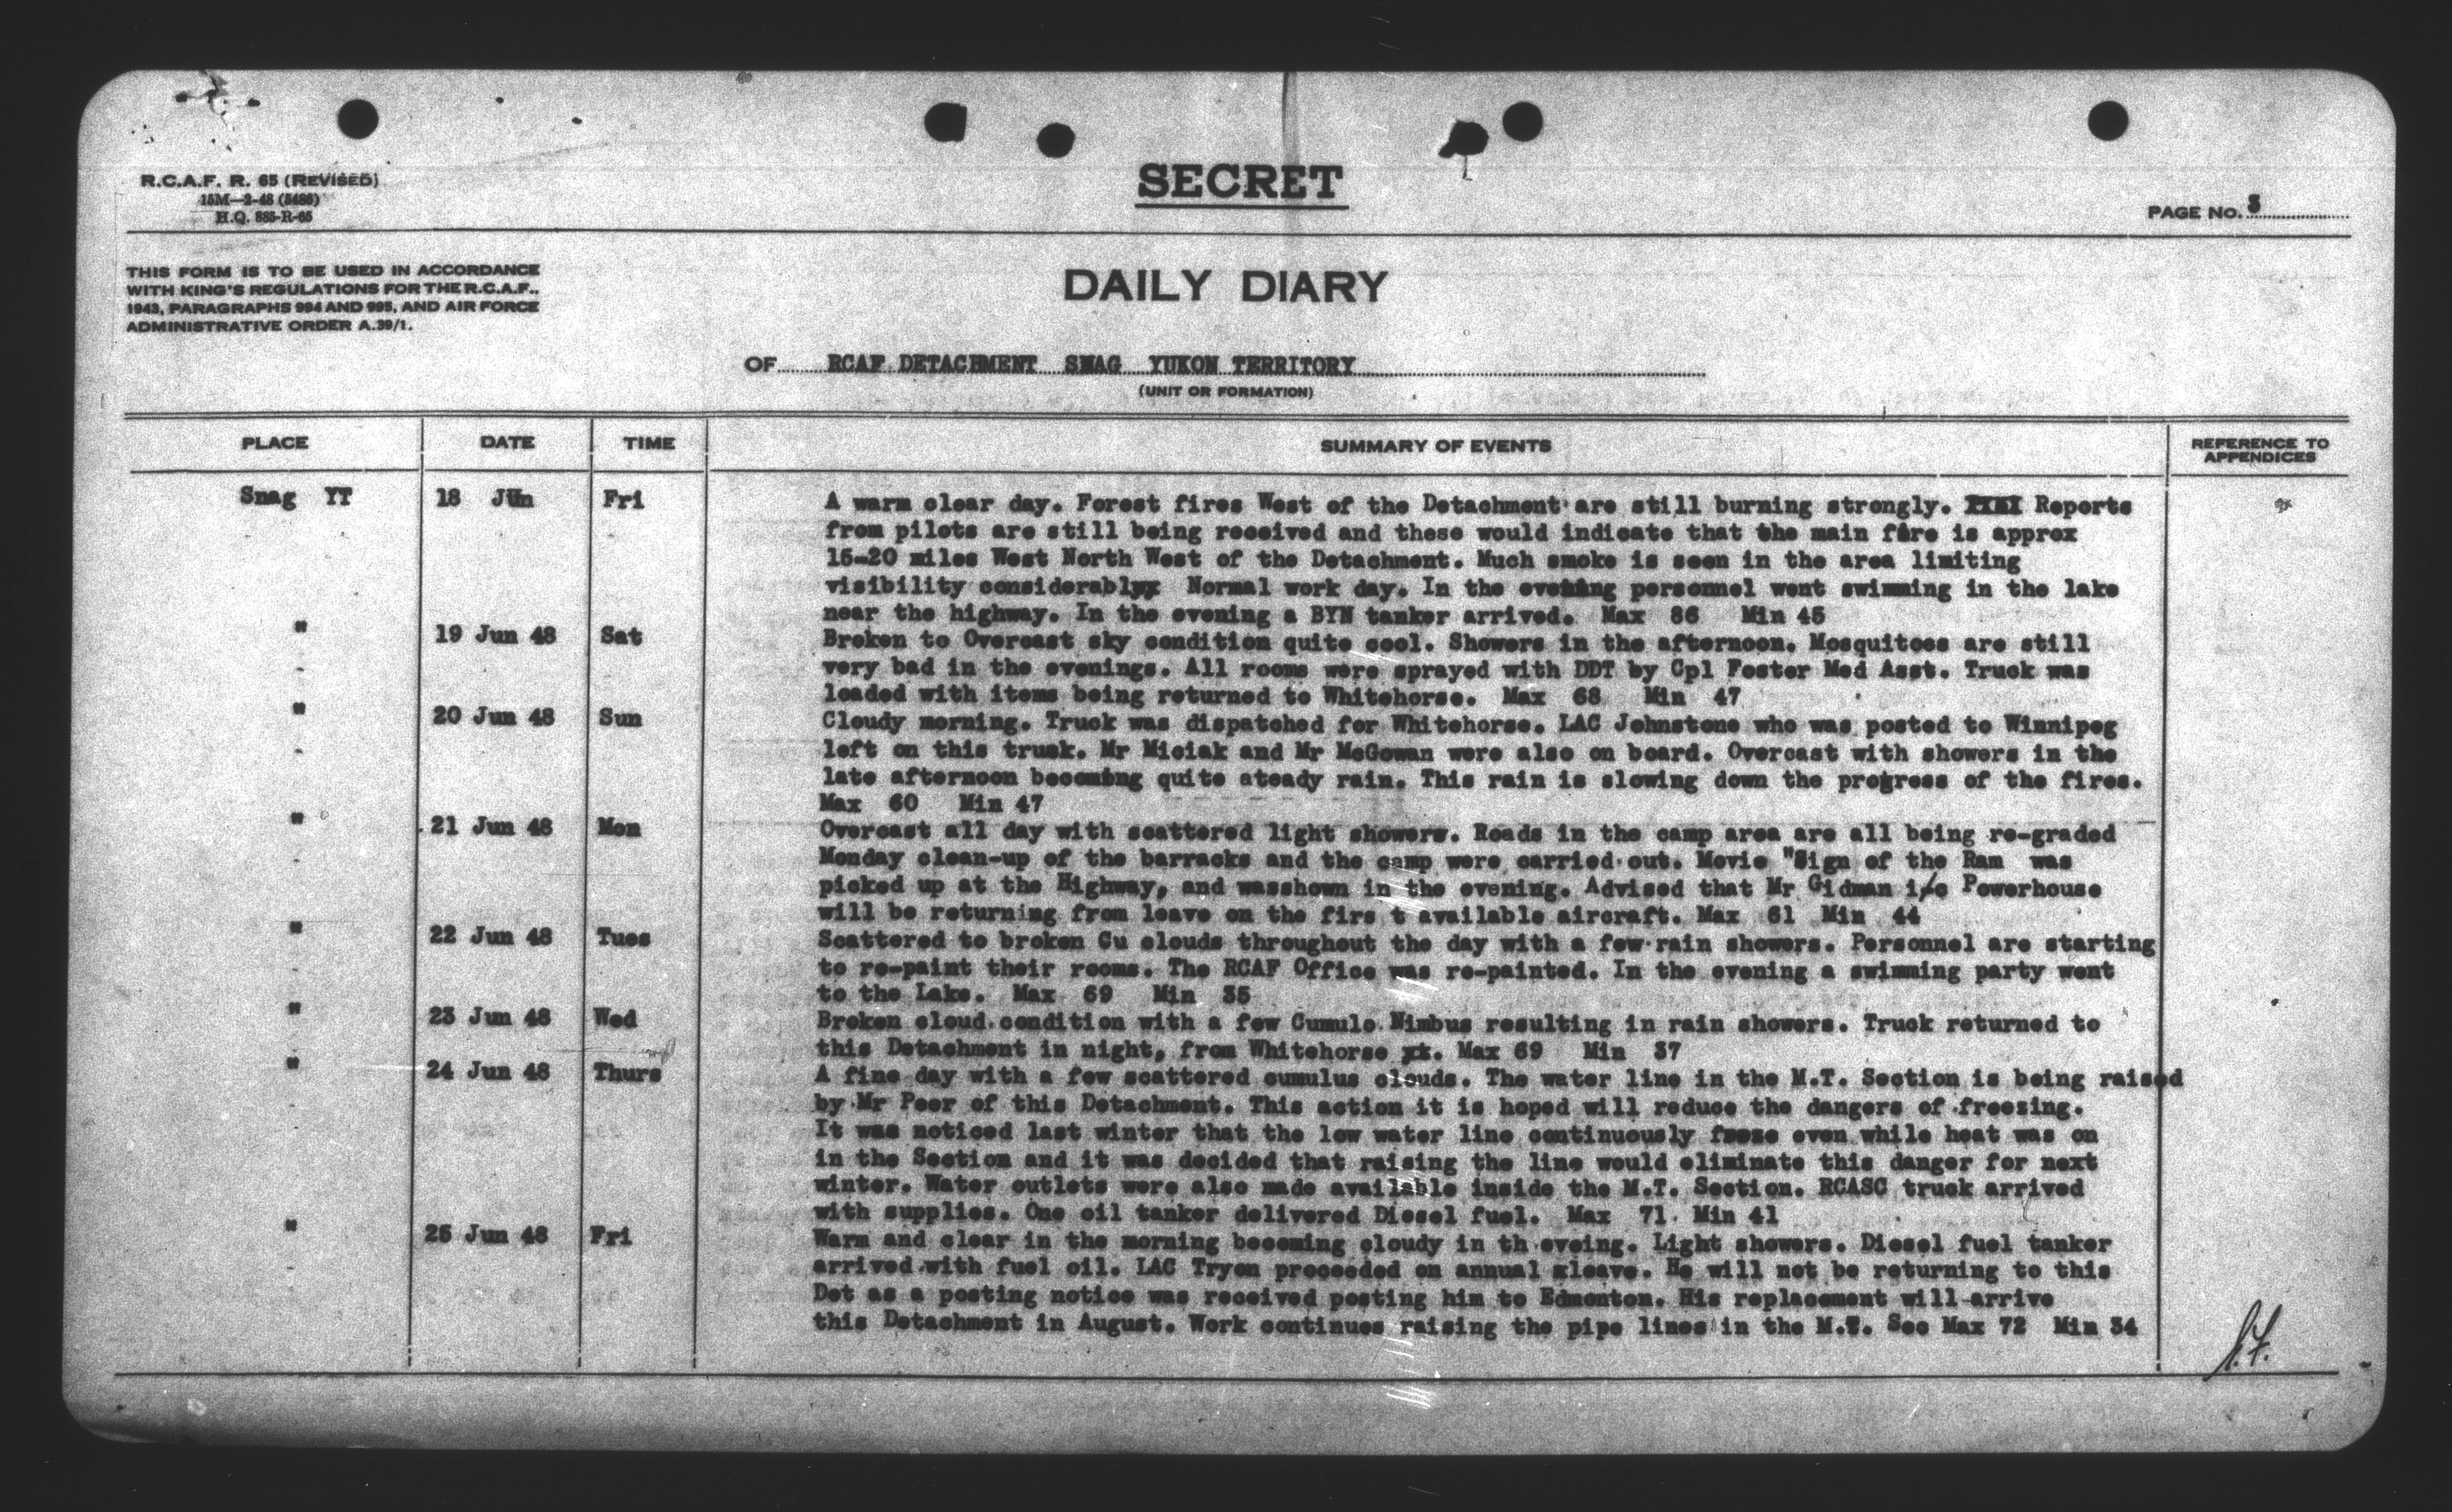 R.C.A.F. R. 65 (REVISED)
15M—2-48 (5486)
H.Q. 885-R-65
SECRET
PAGE No. 3
THIS FORM IS TO BE USED IN ACCORDANCE
WITH KING'S REGULATIONS FOR THE R.C.A.F.,
1943, PARAGRAPHS 994 AND 995, AND AIR FORCE
ADMINISTRATIVE ORDER A.39/1.
DAILY DIARY
OF RCAF DETACHMENT SNAG YUKON TERRITORY
(UNIT OR FORMATION)
PLACE DATE TIME SUMMARY OF EVENTS REFERENCE TO APPENDICES
Snag YT 18 Jun Fri A warm clear day. Forest fires West of the Detachment are still burning strongly. Reports
from pilots are still being received and these would indicate that the main fire is approx
15-20 miles West North West of the Detachment. Much smoke is seen in the area limiting
visibility considerablyx Normal work day. In the evening personnel went swimming in the lake
near the highway. In the evening a BYN tanker arrived. Max 86 Min 45
" 19 Jun 48 Sat Broken to Overcast sky condition quite cool. Showers in the afternoon. Mosquitoes are still
very bad in the evenings. All rooms were sprayed with DDT by Cpl Foster Med Asst. Truck was
loaded with items being returned to Whitehorse. Max 68 Min 47
" 20 Jun 48 Sun Cloudy morning. Truck was dispatched for Whitehorse. LAC Johnstone who was posted to Winnipeg
left on this trusk. Mr Miciak and Mr McGowan were also on board. Overcast with showers in the
late afternoon becoming quite ateady rain. This rain is slowing down the progress of the fires.
Max 60 Min 47
" 21 Jun 48 Mon Overcast all day with scattered light showers. Roads in the camp area are all being re-graded
Monday clean-up of the barracks and the camp were carried out. Movie "Sign of the Ram was
picked up at the Highway, and wasshown in the evening. Advised that Mr Gidman i/c Powerhouse
will be returning from leave on the firs t available aircraft. Max 61 Min 44
" 22 Jun 48 Tues Scattered to broken Cu clouds throughout the day with a few rain showers. Personnel are starting
to re-paint their rooms. The RCAF Office was re-painted. In the evening a swimming party went
to the Lake. Max 69 Min 35
" 23 Jun 48 Wed Broken cloud condition with a few Cumulo Nimbus resulting in rain showers. Truck returned to
this Detachment in night, from Whitehorse xx. Max 69 Min 37
" 24 Jun 48 Thurs A fine day with a few scattered cumulus clouds. The water line in the M.T. Section is being raised
by Mr Peer of this Detachment. This action it is hoped will reduce the dangers of freezing.
It was noticed last winter that the low water line continuously froze even while heat was on
in the Section and it was decided that raising the line would eliminate this danger for next
winter. Water outlets were also made available inside the M.T. Section. RCASC truck arrived
with supplies. One oil tanker delivered Diesel fuel. Max 71 Min 41
" 25 Jun 48 Fri Warm and clear in the morning becoming cloudy in th eveing. Light showers. Diesel fuel tanker
arrived with fuel oil. LAC Tryon proceeded on annual xleave. He will not be returning to this
Det as a posting notice was received posting him to Edmonton. His replacement will arrive
this Detachment in August. Work continues raising the pipe lines in the M.T. Sec Max 72 Min 34